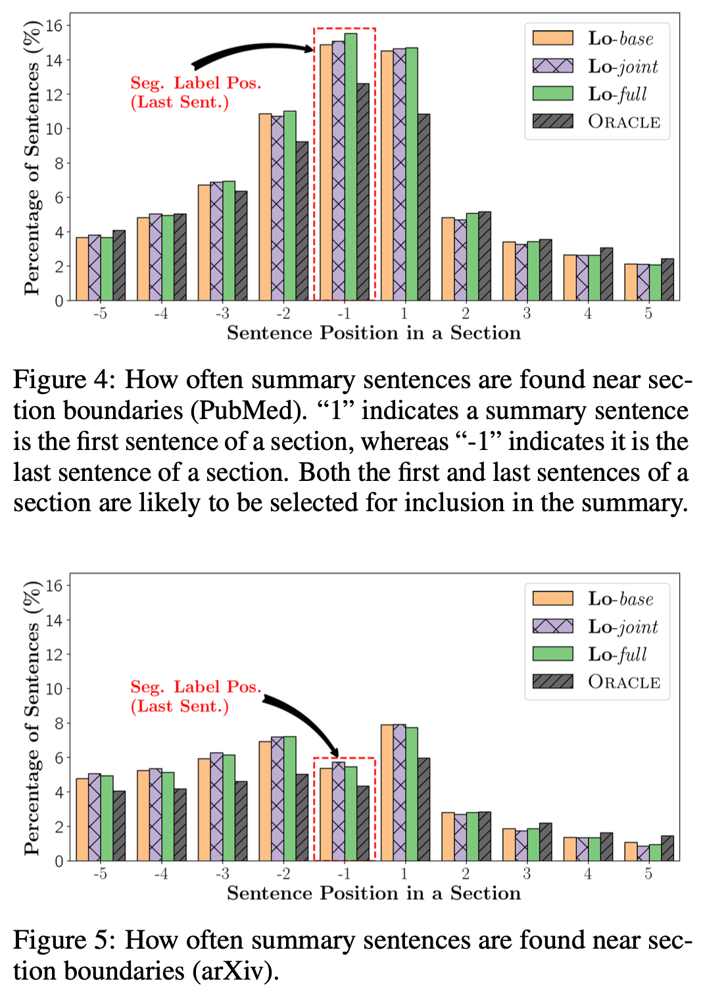 16
14
12
10
8
6
4
2
0
Percentage of Sentences (%)
Seg. Label Pos.
(Last Sent.)
Lo-base
Lo-joint
Lo-full
ORACLE
-5 -4 -3 -2 -1 1 2 3 4 5
Sentence Position in a Section
Figure 4: How often summary sentences are found near sec-
tion boundaries (PubMed). “1” indicates a summary sentence
is the first sentence of a section, whereas “-1” indicates it is the
last sentence of a section. Both the first and last sentences of a
section are likely to be selected for inclusion in the summary.
16
14
12
10
8
6
4
2
0
Percentage of Sentences (%)
Seg. Label Pos.
(Last Sent.)
Lo-base
Lo-joint
Lo-full
ORACLE
-5 -4 -3 -2 -1 1 2 3 4 5
Sentence Position in a Section
Figure 5: How often summary sentences are found near sec-
tion boundaries (arXiv).